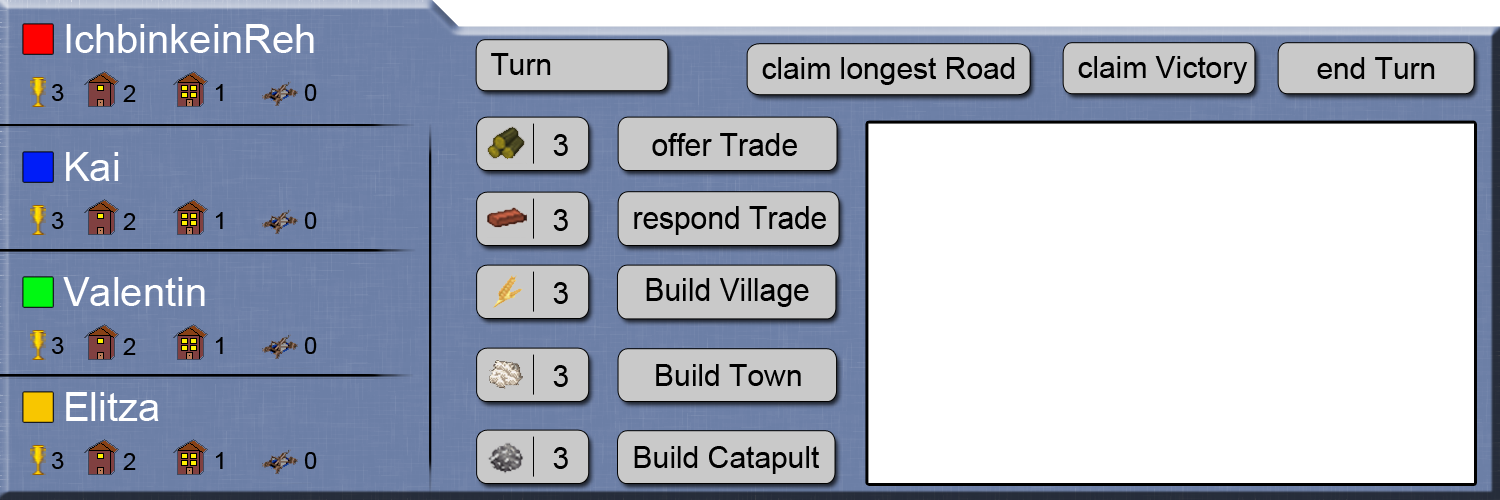 IchbinkeinReh
3 2 1 0
Kai
3 2 1 0
Valentin
3 2 1 0
Elitza
3 2 1 0
Turn
claim longest Road
claim Victory
end Turn
3 offer Trade
3 respond Trade
3 Build Village
3 Build Town
3 Build Catapult